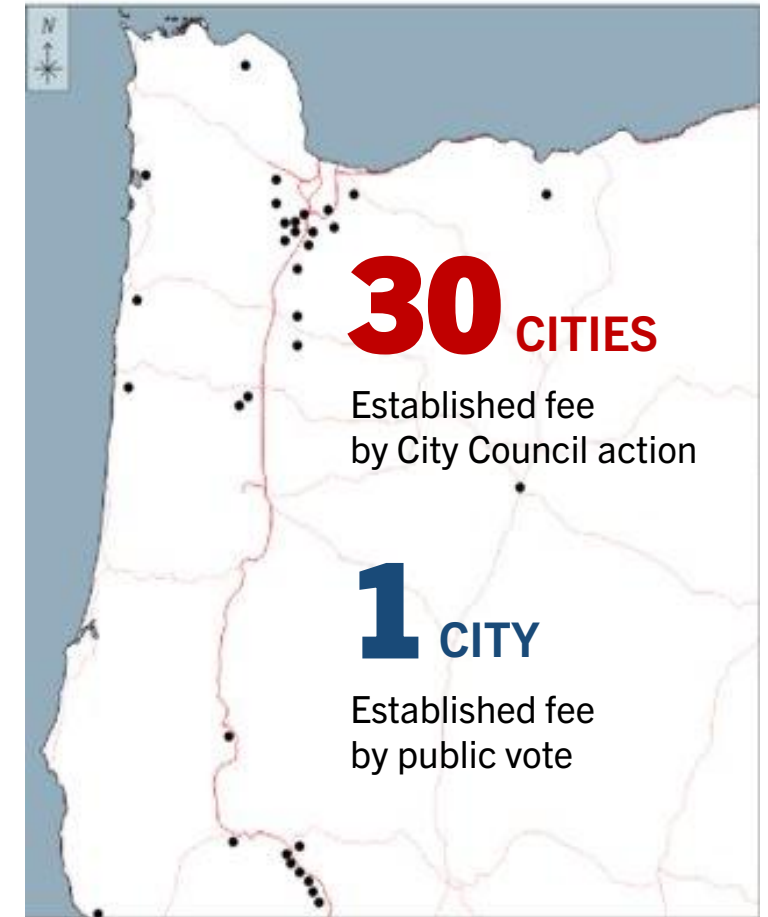 N
30 CITIES
Established fee
by City Council action
1 CITY
Established fee
by public vote